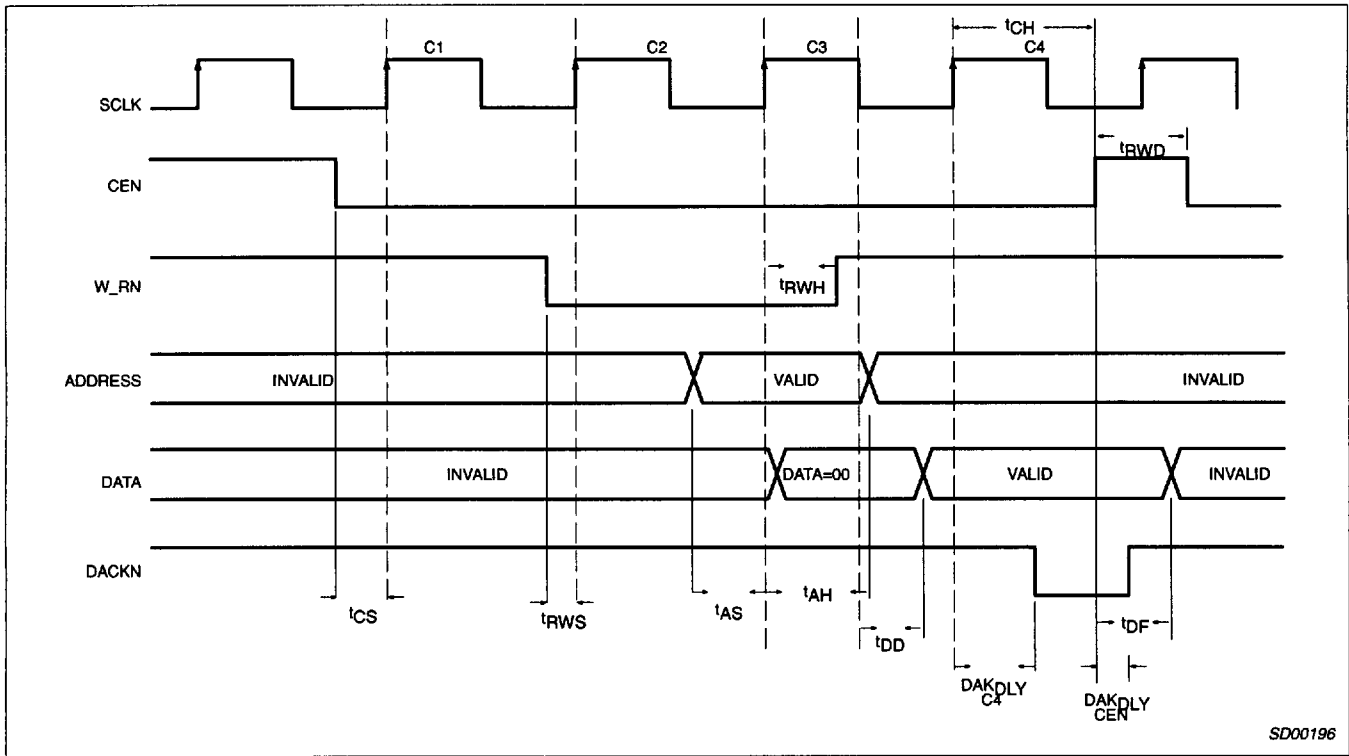 tCH
C1
C2
C3
C4
SCLK
tRWD
CEN
W_RN
tRWH
ADDRESS
INVALID
VALID
INVALID
DATA
INVALID
DATA=00
VALID
INVALID
DACKN
tCS
tRWS
tAS
tAH
tDD
tDF
DAKDLY
C4
DAKDLY
CEN
SD00196